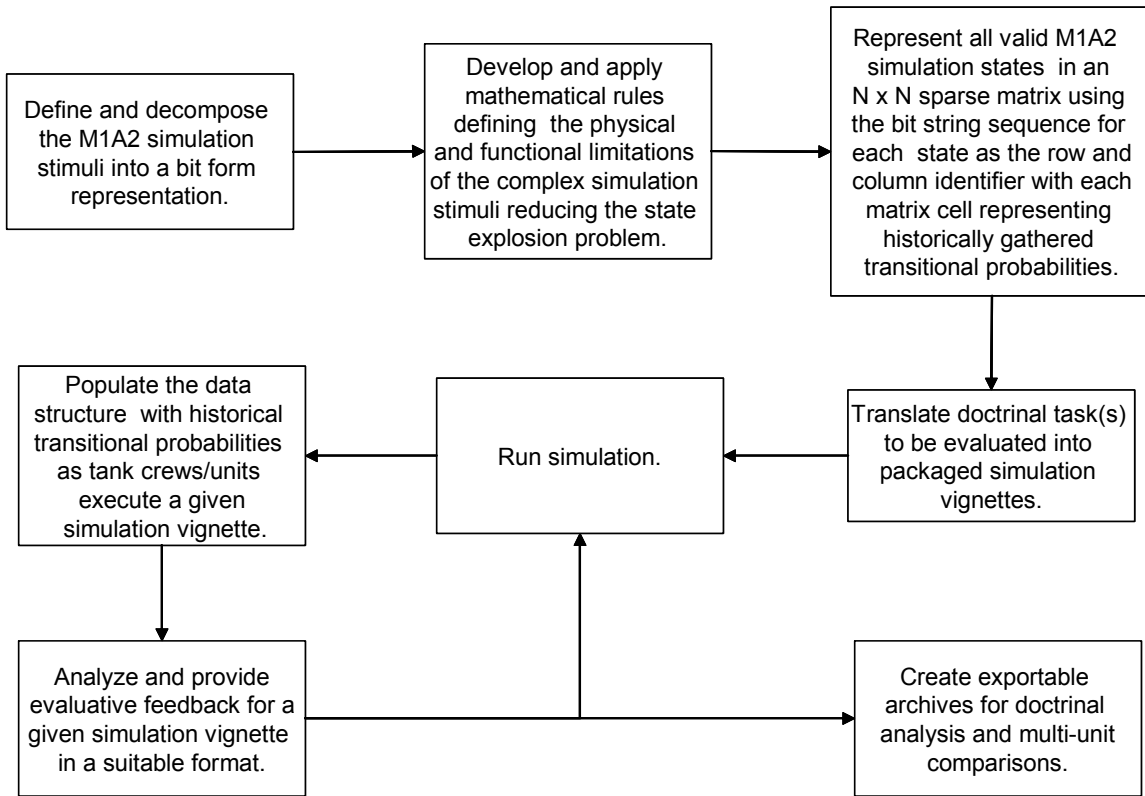 Define and decompose
the M1A2 simulation
stimuli into a bit form
representation.
Develop and apply
mathematical rules
defining the physical
and functional limitations
of the complex simulation
stimuli reducing the state
explosion problem.
Represent all valid M1A2
simulation states in an
N x N sparse matrix using
the bit string sequence for
each state as the row and
column identifier with each
matrix cell representing
historically gathered
transitional probabilities.
Translate doctrinal task(s)
to be evaluated into
packaged simulation
vignettes.
Run simulation.
Populate the data
structure with historical
transitional probabilities
as tank crews/units
execute a given
simulation vignette.
Analyze and provide
evaluative feedback for a
given simulation vignette
in a suitable format.
Create exportable
archives for doctrinal
analysis and multi-unit
comparisons.